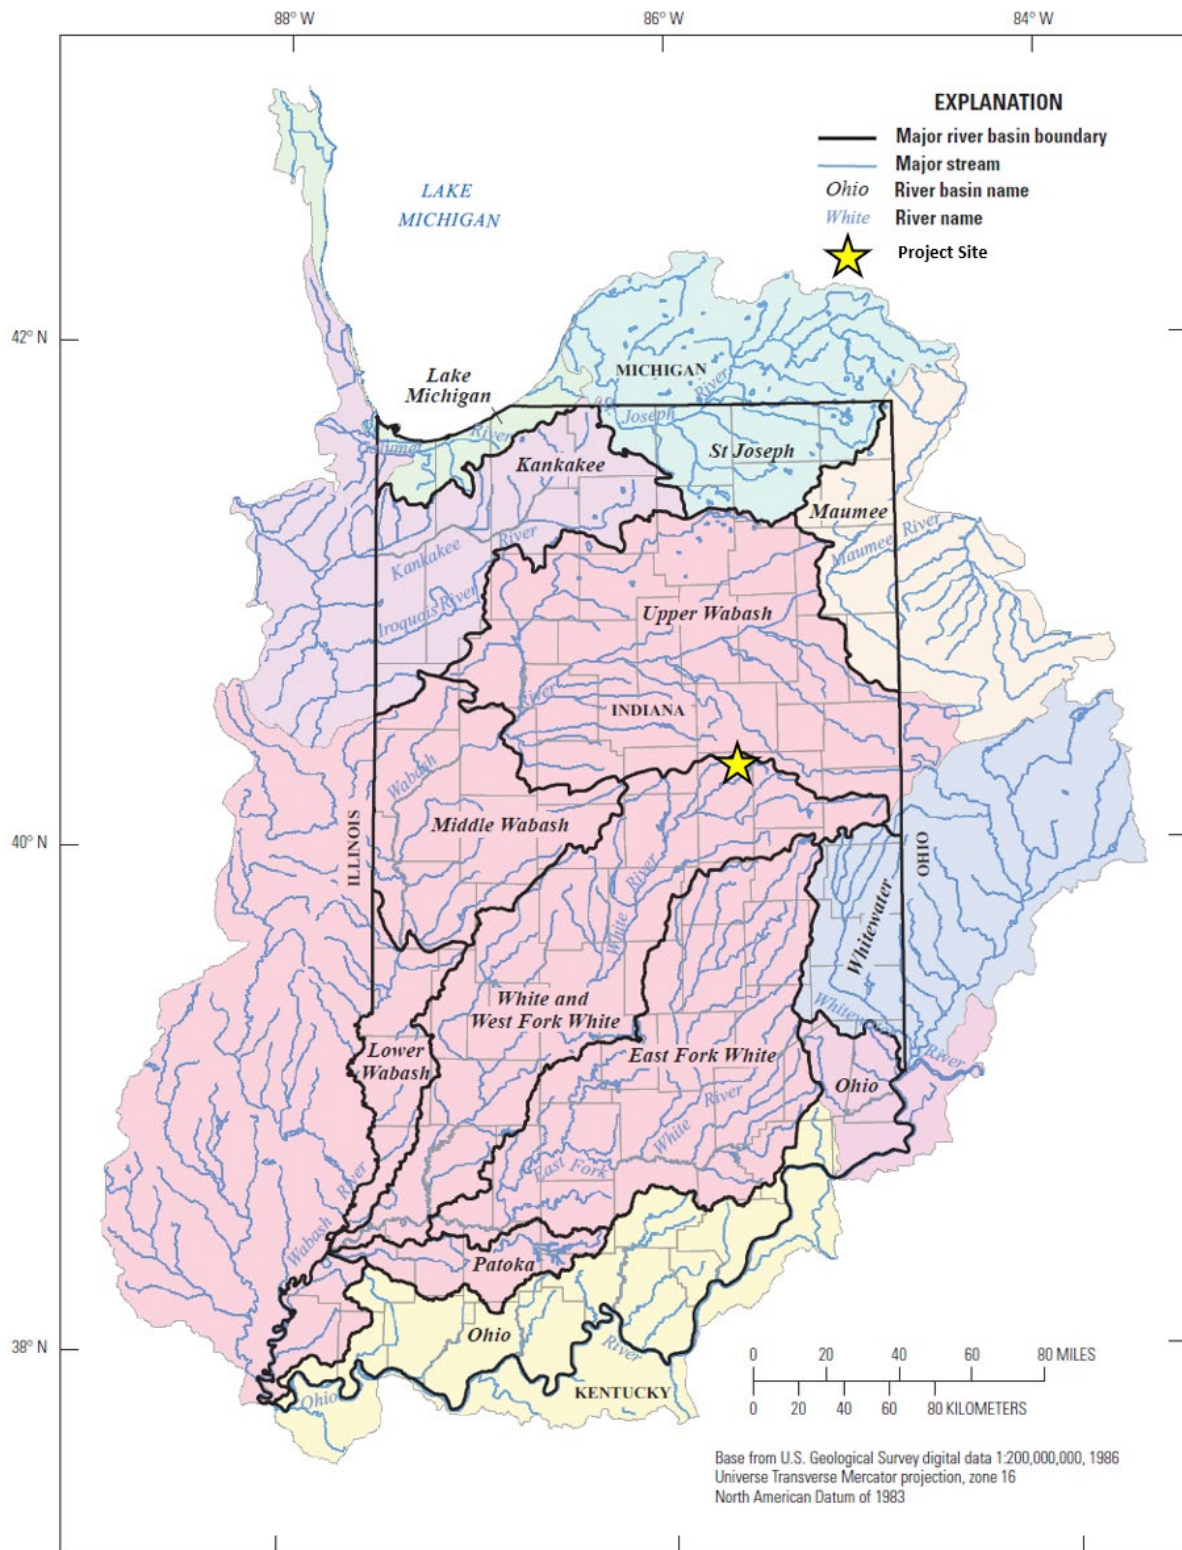 88° W
86° W
84° W
EXPLANATION
Major river basin boundary
Major stream
Ohio
River basin name
White
River name
Project Site
LAKE
MICHIGAN
42° N
Lake
Michigan
MICHIGAN
River
Joseph
River
Calumet
St Joseph
Kankakee
Maumee
Kankakee
River
Maumee River
Iroquois River
Upper Wabash
River
INDIANA
Wabash
Middle Wabash
ILLINOIS
40° N
OHIO
White
River
Whitewater
White and
West Fork White
Whitewater
River
Lower
Wabash
East Fork White
Ohio
White
River
East Fork
Wabash
River
Patoka
Ohio
River
38° N
KENTUCKY
Ohio
0 20 40 60 80 MILES
0 20 40 60 80 KILOMETERS
Base from U.S. Geological Survey digital data 1:200,000,000, 1986
Universe Transverse Mercator projection, zone 16
North American Datum of 1983